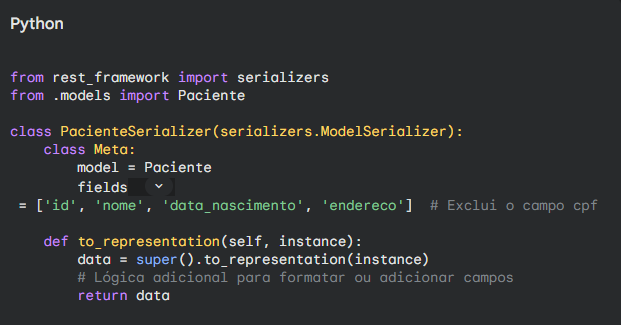 Python
from rest_framework import serializers
from .models import Paciente
class PacienteSerializer(serializers.ModelSerializer):
    class Meta:
        model = Paciente
        fields
 = ['id', 'nome', 'data_nascimento', 'endereco']  # Exclui o campo cpf
    def to_representation(self, instance):
        data = super().to_representation(instance)
        # Lógica adicional para formatar ou adicionar campos
        return data